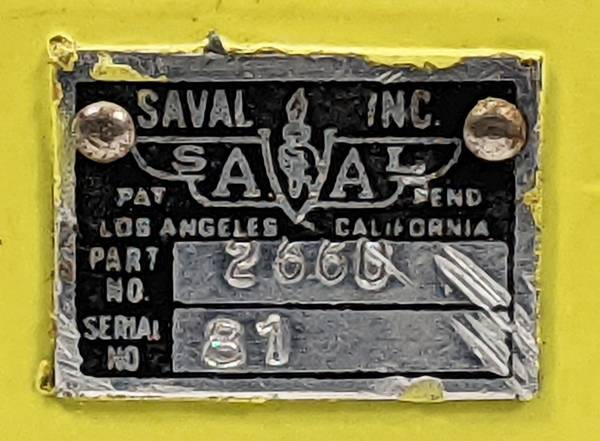 SAVAL INC.
SAVAL
PAT PEND
LOS ANGELES CALIFORNIA
PART
NO. 2660
SERIAL
NO 81